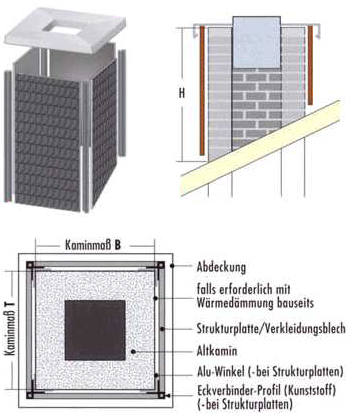 H
Kaminmaß B
Kaminmaß T
Abdeckung
falls erforderlich mit
Wärmedämmung bauseits
Strukturplatte/Verkleidungsblech
Altkamin
Alu-Winkel (-bei Strukturplatten)
Eckverbinder-Profil (Kunststoff)
(-bei Strukturplatten)